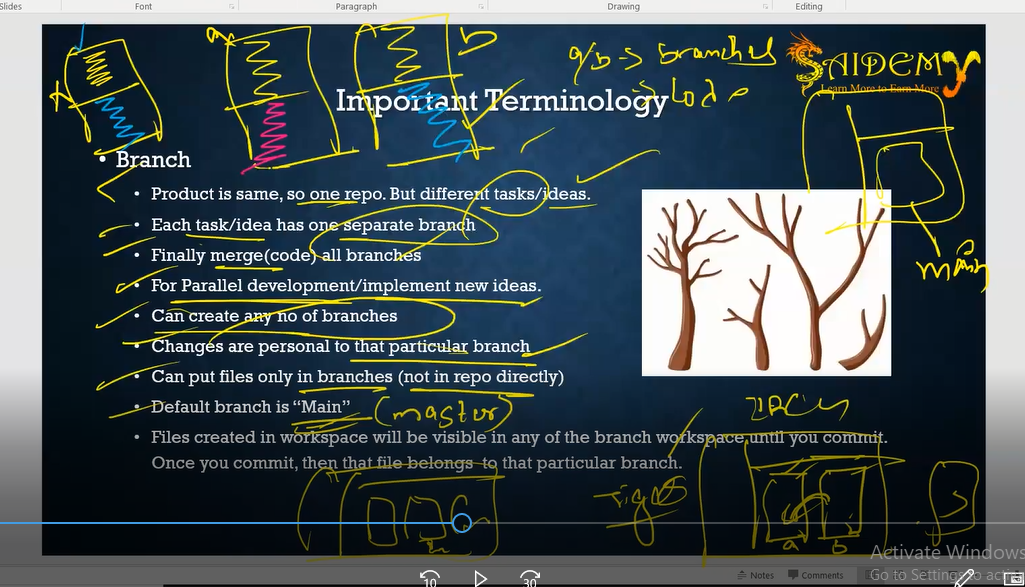 Slides Font Paragraph Drawing Editing
a b a/b → branches
SAIDEMY
Learn More to Earn More
Important Terminology
• Branch
• Product is same, so one repo. But different tasks/ideas.
• Each task/idea has one separate branch
• Finally merge(code) all branches
main
• For Parallel development/implement new ideas.
• Can create any no of branches
• Changes are personal to that particular branch
• Can put files only in branches (not in repo directly)
• Default branch is “Main” (master)
• Files created in workspace will be visible in any of the branch workspace until you commit.
Once you commit, then that file belongs to that particular branch.
a b
Activate Windows
Notes Comments
Go to Settings to acti
10 30